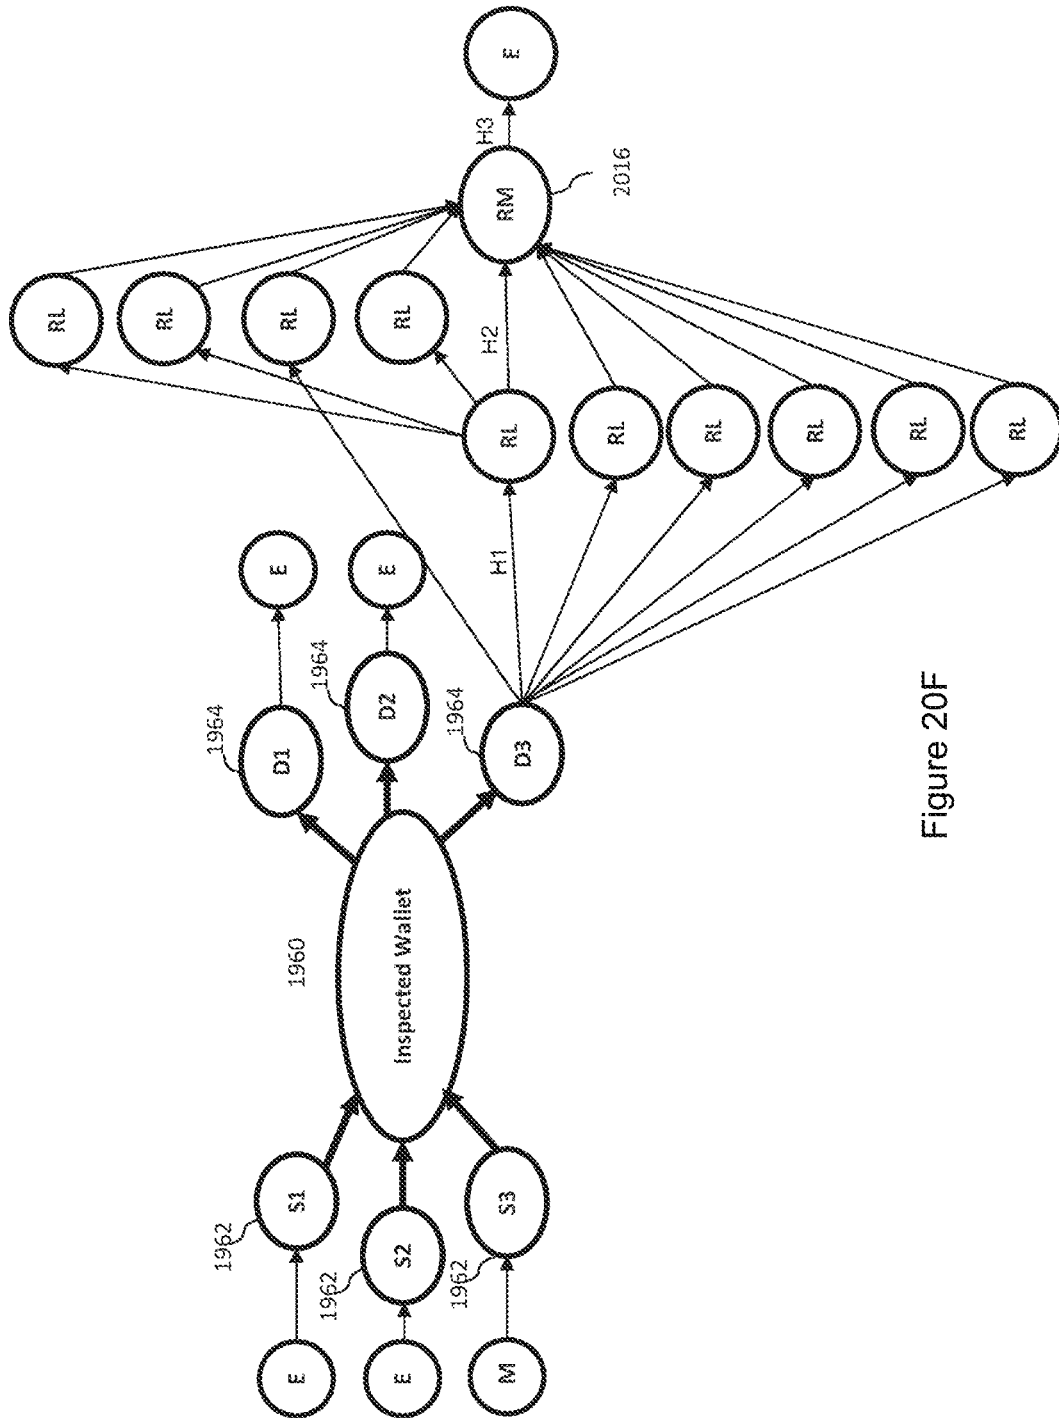 E
1962
S1
E
1962
S2
M
1962
S3
1960
Inspected Wallet
1964
D1
E
1964
D2
E
1964
D3
H1
RL
RL
RL
RL
RL
RL
RL
RL
RL
RL
H2
RM
2016
H3
E
Figure 20F